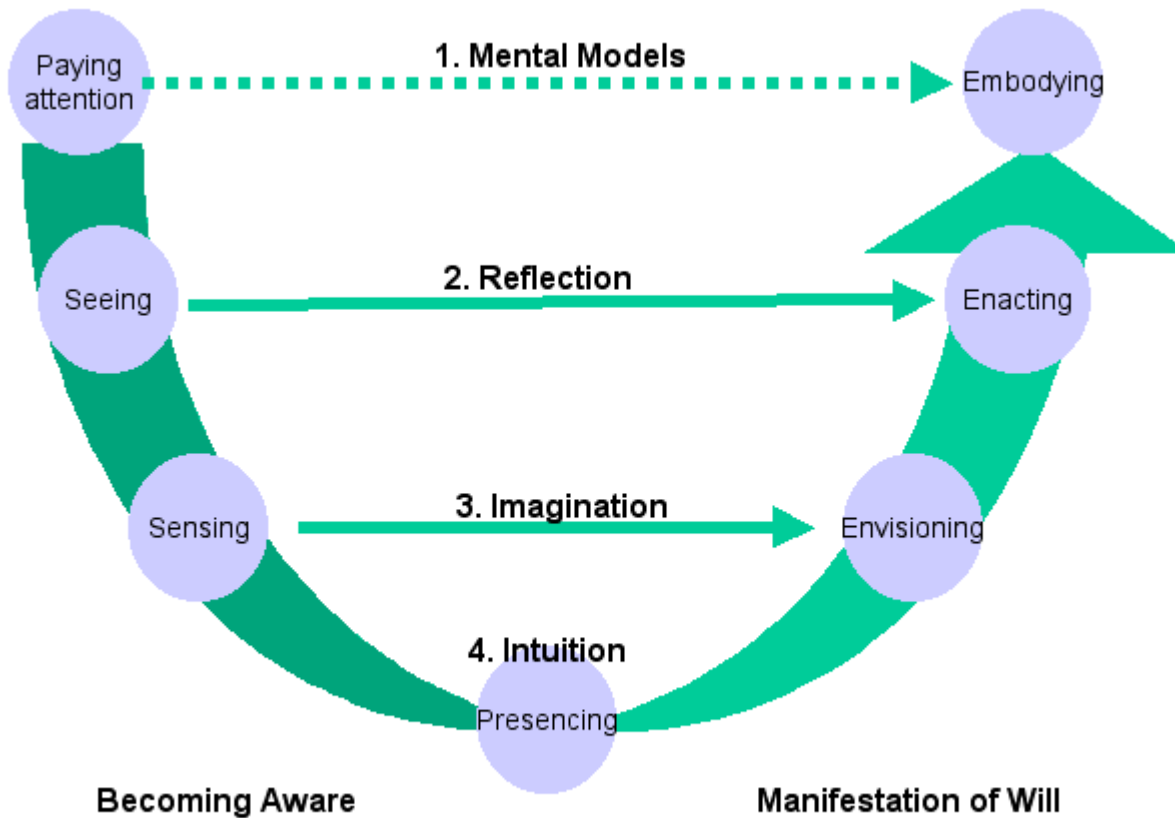 1. Mental Models
Paying
attention
Embodying
2. Reflection
Seeing
Enacting
3. Imagination
Sensing
Envisioning
4. Intuition
Presencing
Becoming Aware
Manifestation of Will